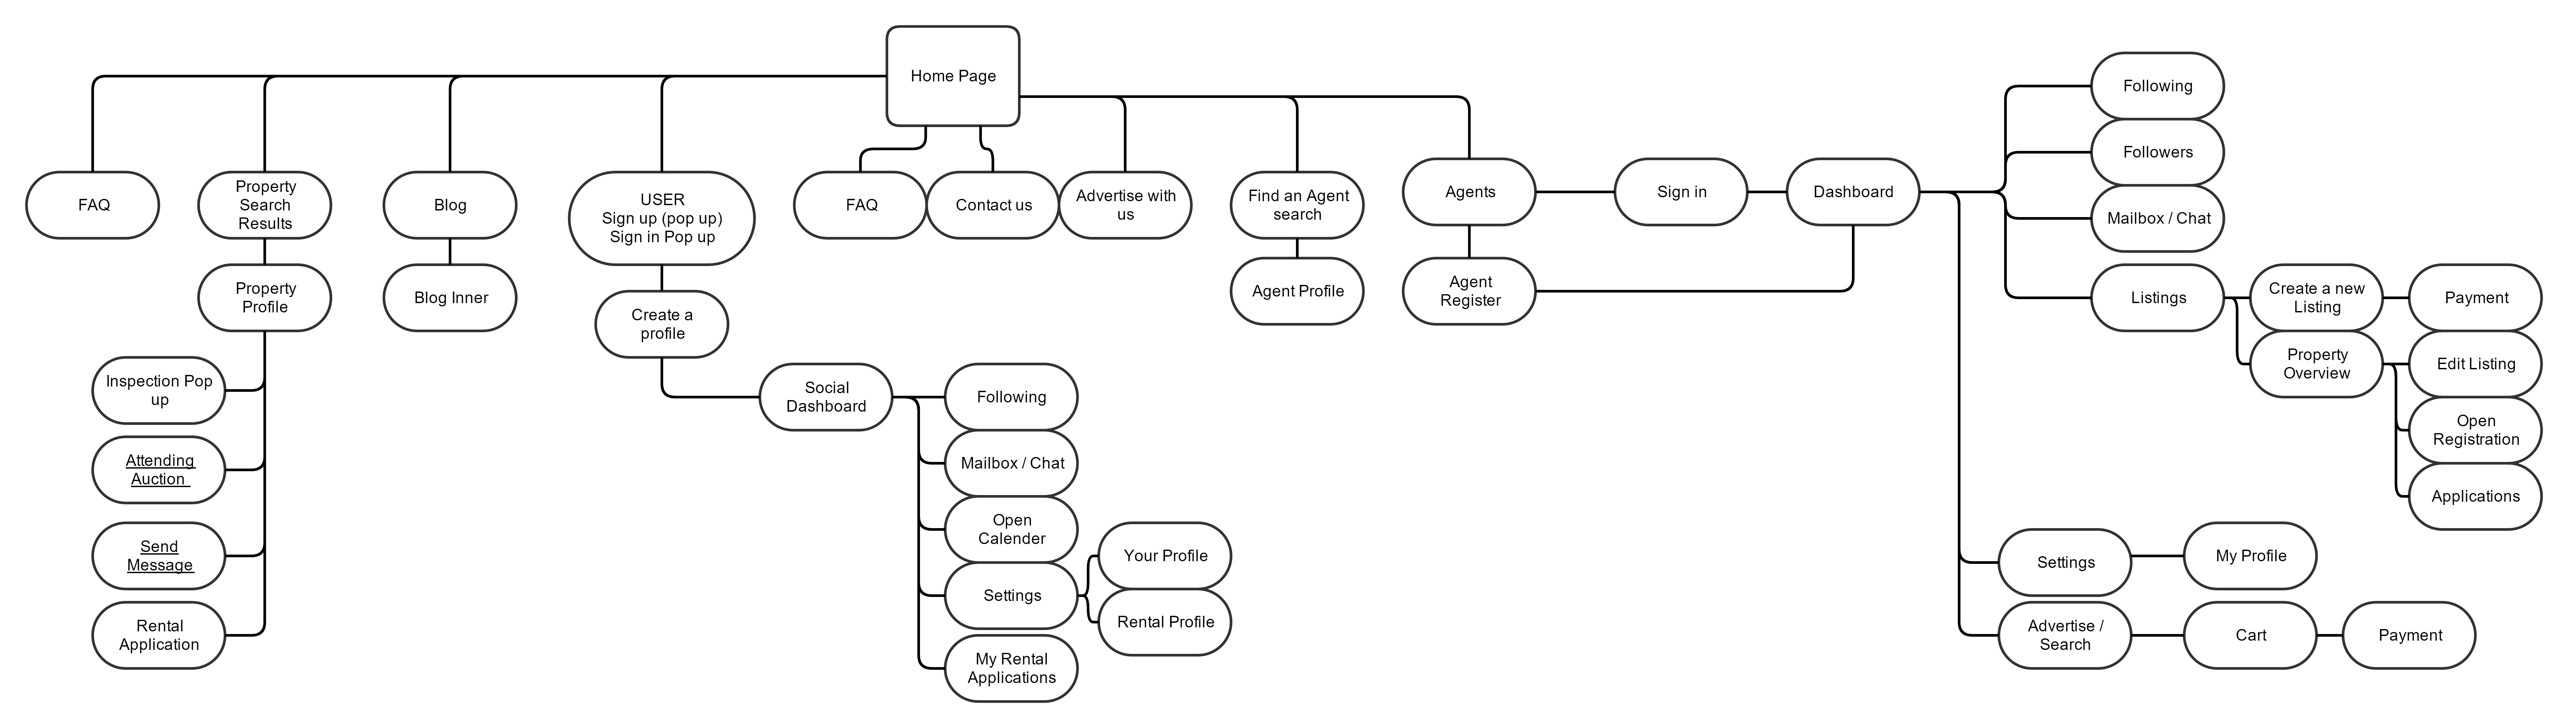 Home Page
FAQ
Property
Search
Results
Blog
USER
Sign up (pop up)
Sign in Pop up
FAQ
Contact us
Advertise with
us
Find an Agent
search
Agents
Sign in
Dashboard
Following
Followers
Mailbox / Chat
Listings
Create a new
Listing
Payment
Property
Overview
Edit Listing
Open
Registration
Applications
Property
Profile
Blog Inner
Create a
profile
Agent Profile
Agent
Register
Inspection Pop
up
Attending
Auction
Send
Message
Rental
Application
Social
Dashboard
Following
Mailbox / Chat
Open
Calender
Settings
Your Profile
Rental Profile
My Rental
Applications
Settings
My Profile
Advertise /
Search
Cart
Payment